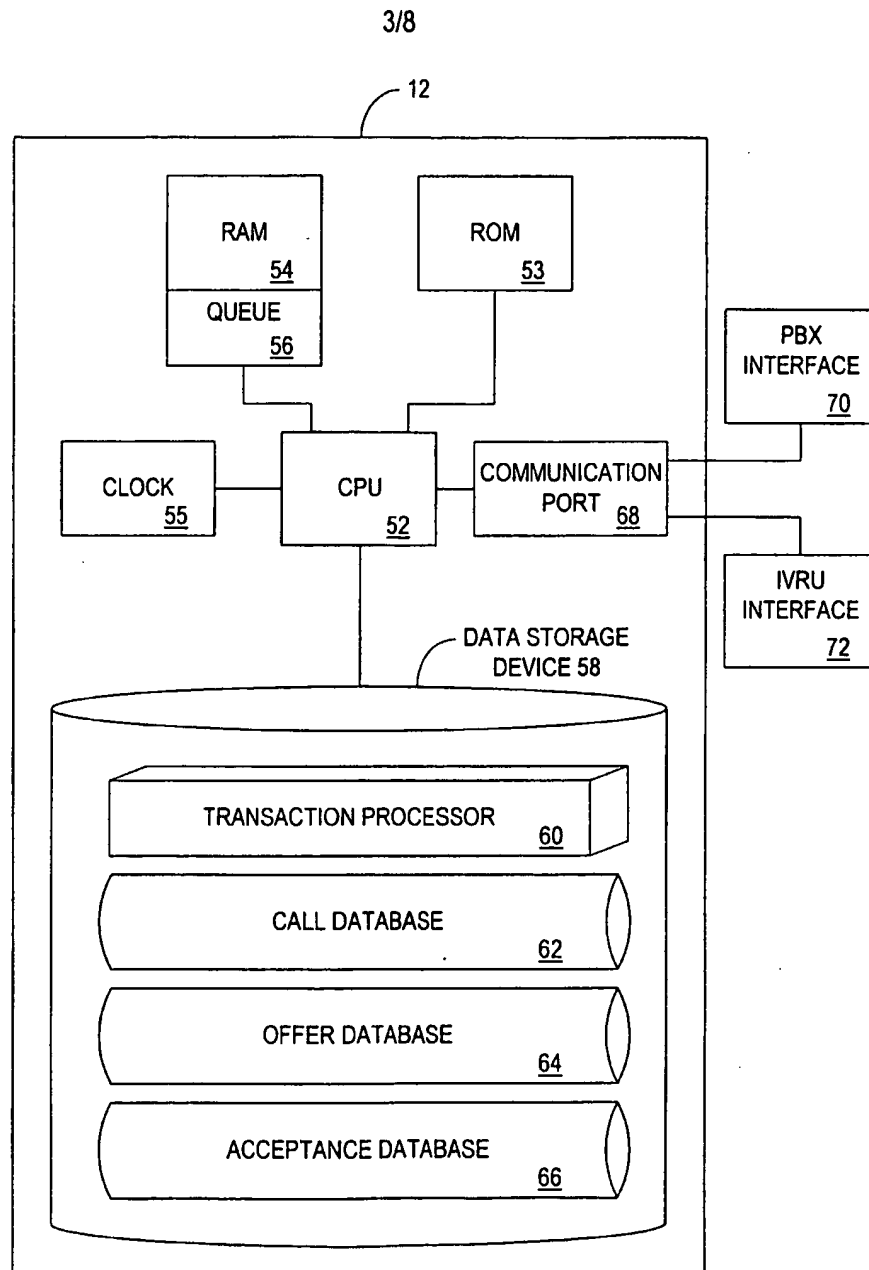 3/8
12
RAM
54
QUEUE
56
ROM
53
PBX
INTERFACE
70
CLOCK
55
CPU
52
COMMUNICATION
PORT
68
IVRU
INTERFACE
72
DATA STORAGE
DEVICE 58
TRANSACTION PROCESSOR
60
CALL DATABASE
62
OFFER DATABASE
64
ACCEPTANCE DATABASE
66